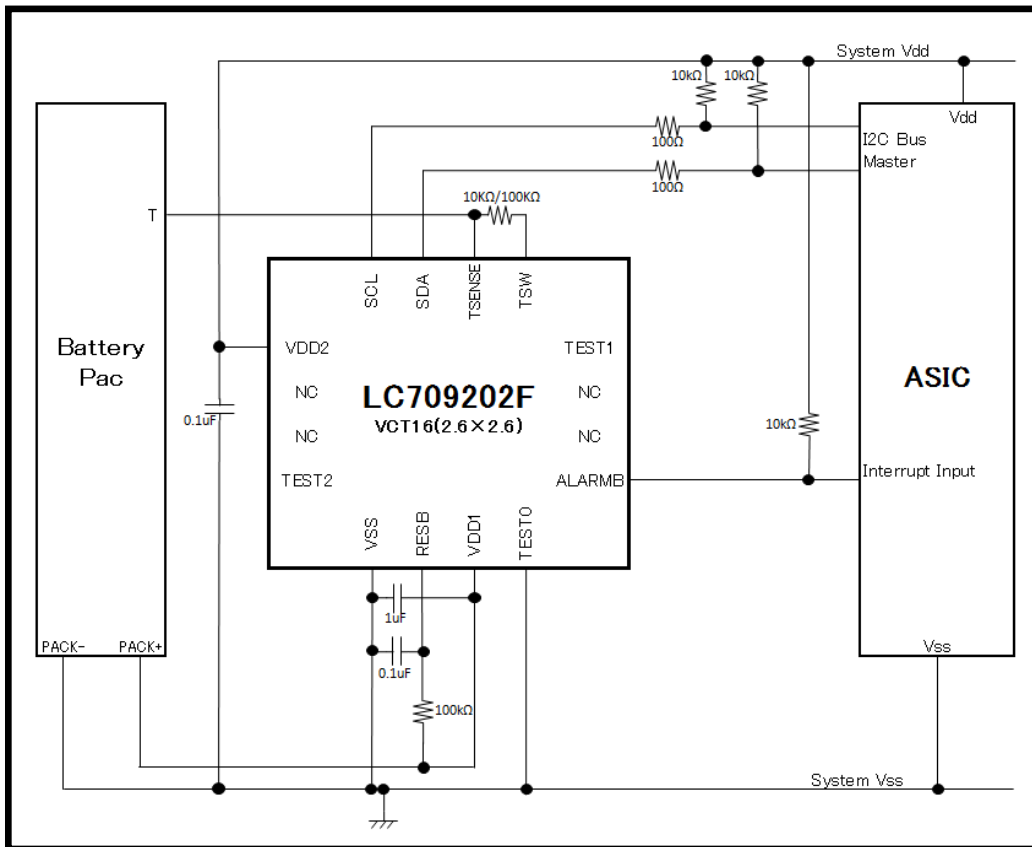 System Vdd
10kΩ
10kΩ
Vdd
100Ω
I2C Bus
Master
100Ω
10KΩ/100KΩ
T
SCL
SDA
TSENSE
TSW
Battery
Pac
VDD2
TEST1
NC
LC709202F
NC
ASIC
0.1uF
VCT16(2.6×2.6)
10kΩ
NC
NC
TEST2
ALARMB
Interrupt Input
VSS
RESB
VDD1
TEST0
1uF
PACK-
PACK+
Vss
0.1uF
100kΩ
System Vss